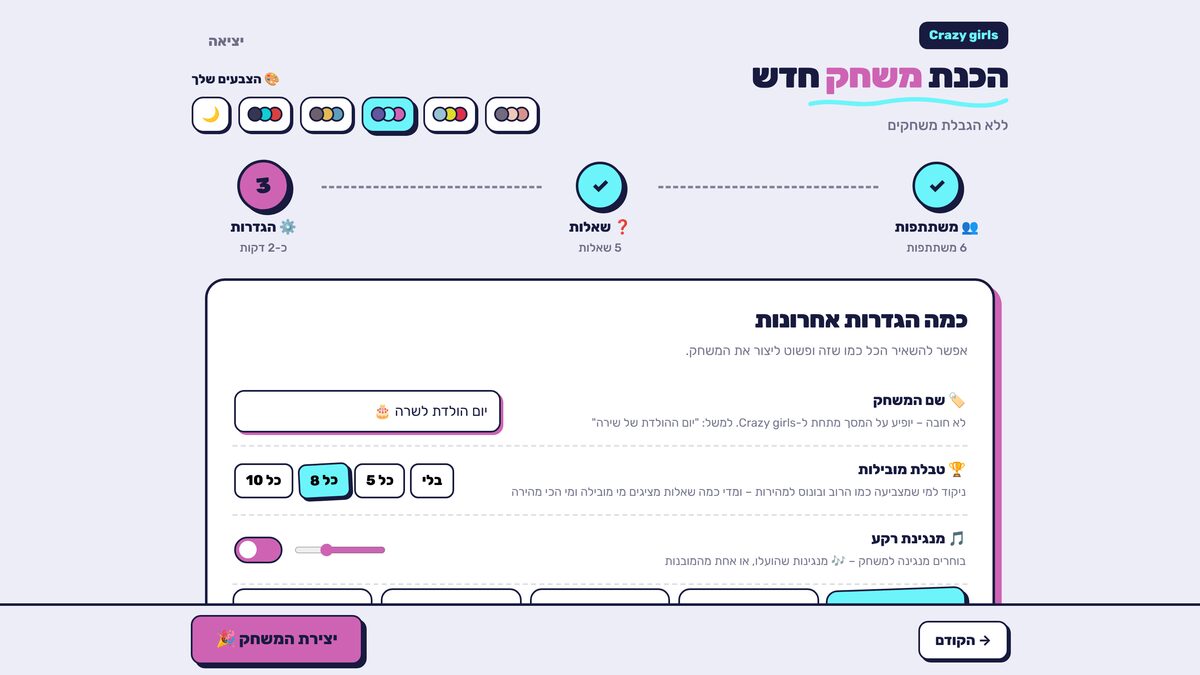 Crazy girls
הכנת משחק חדש
ללא הגבלת משחקים
יציאה
🎨 הצבעים שלך
👥 משתתפות
6 משתתפות
❓ שאלות
5 שאלות
3
⚙️ הגדרות
כ-2 דקות
כמה הגדרות אחרונות
אפשר להשאיר הכל כמו שזה ופשוט ליצור את המשחק.
🏷️ שם המשחק
לא חובה – יופיע על המסך מתחת ל-Crazy girls. למשל: "יום ההולדת של שירה"
יום הולדת לשרה 🎂
🏆 טבלת מובילות
ניקוד למי שמצביעה כמו הרוב ובונוס למהירות – ומדי כמה שאלות מציגים מי מובילה ומי הכי מהירה
בלי
כל 5
כל 8
כל 10
🎵 מנגינת רקע
בוחרים מנגינה למשחק – 🎶 מנגינות שהועלו, או אחת מהמובנות
→ הקודם
יצירת המשחק 🎉